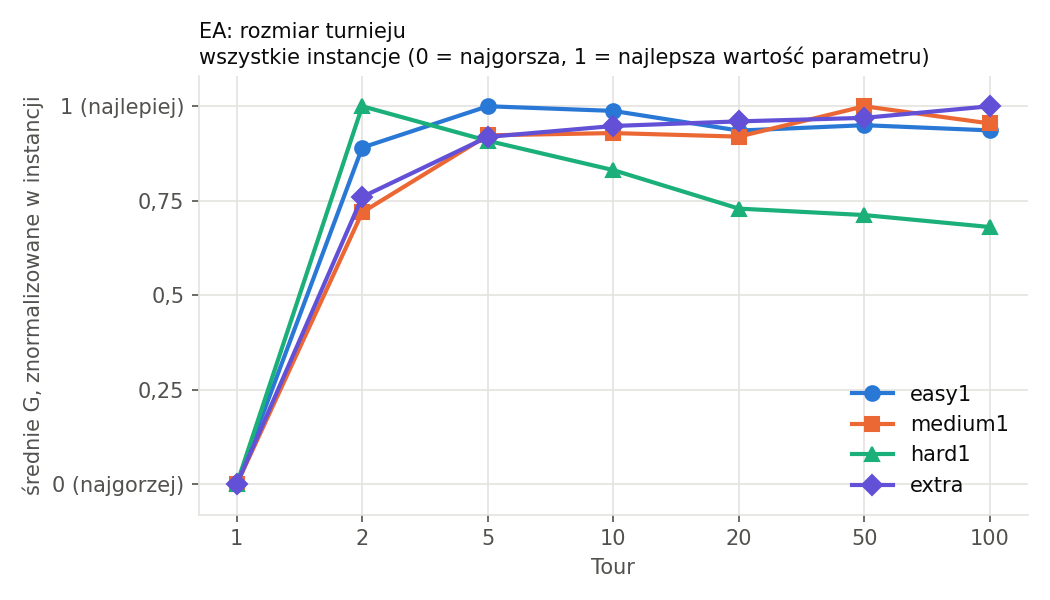 EA: rozmiar turnieju
wszystkie instancje (0 = najgorsza, 1 = najlepsza wartość parametru)
średnie G, znormalizowane w instancji
1 (najlepiej)
0,75
0,5
0,25
0 (najgorzej)
easy1
medium1
hard1
extra
1 2 5 10 20 50 100
Tour